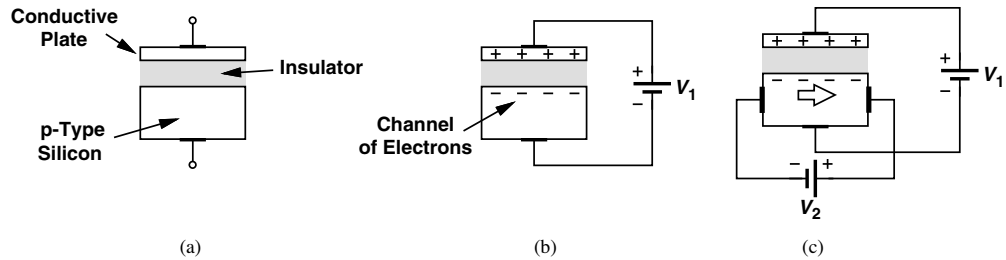 Conductive
Plate
Insulator
p-Type
Silicon
(a)
+ + + +
− − − −
Channel
of Electrons
+
−
V1
(b)
+ + + +
− − − −
+
−
V1
− +
V2
(c)